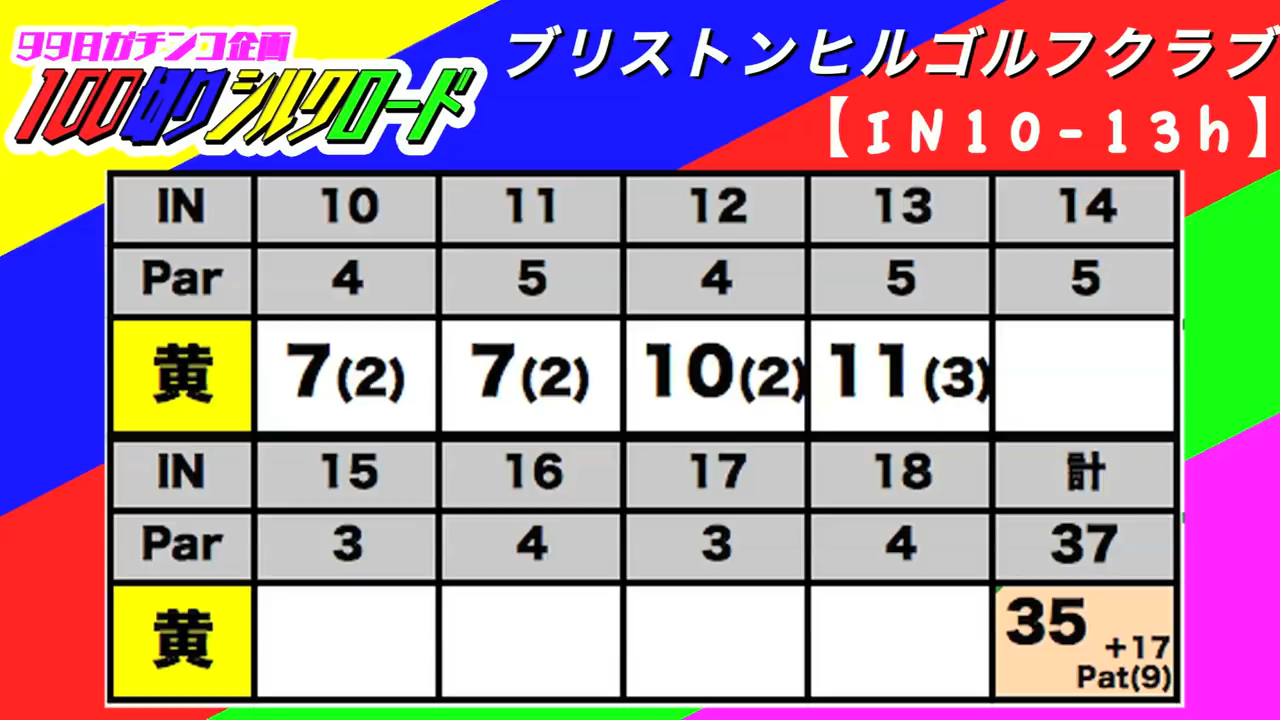 99日ガチンコ企画
100切りシルクロード
ブリストンヒルゴルフクラブ
【IN10-13h】
IN 10 11 12 13 14
Par 4 5 4 5 5
黄 7(2) 7(2) 10(2) 11(3)
IN 15 16 17 18 計
Par 3 4 3 4 37
黄 35 +17 Pat(9)